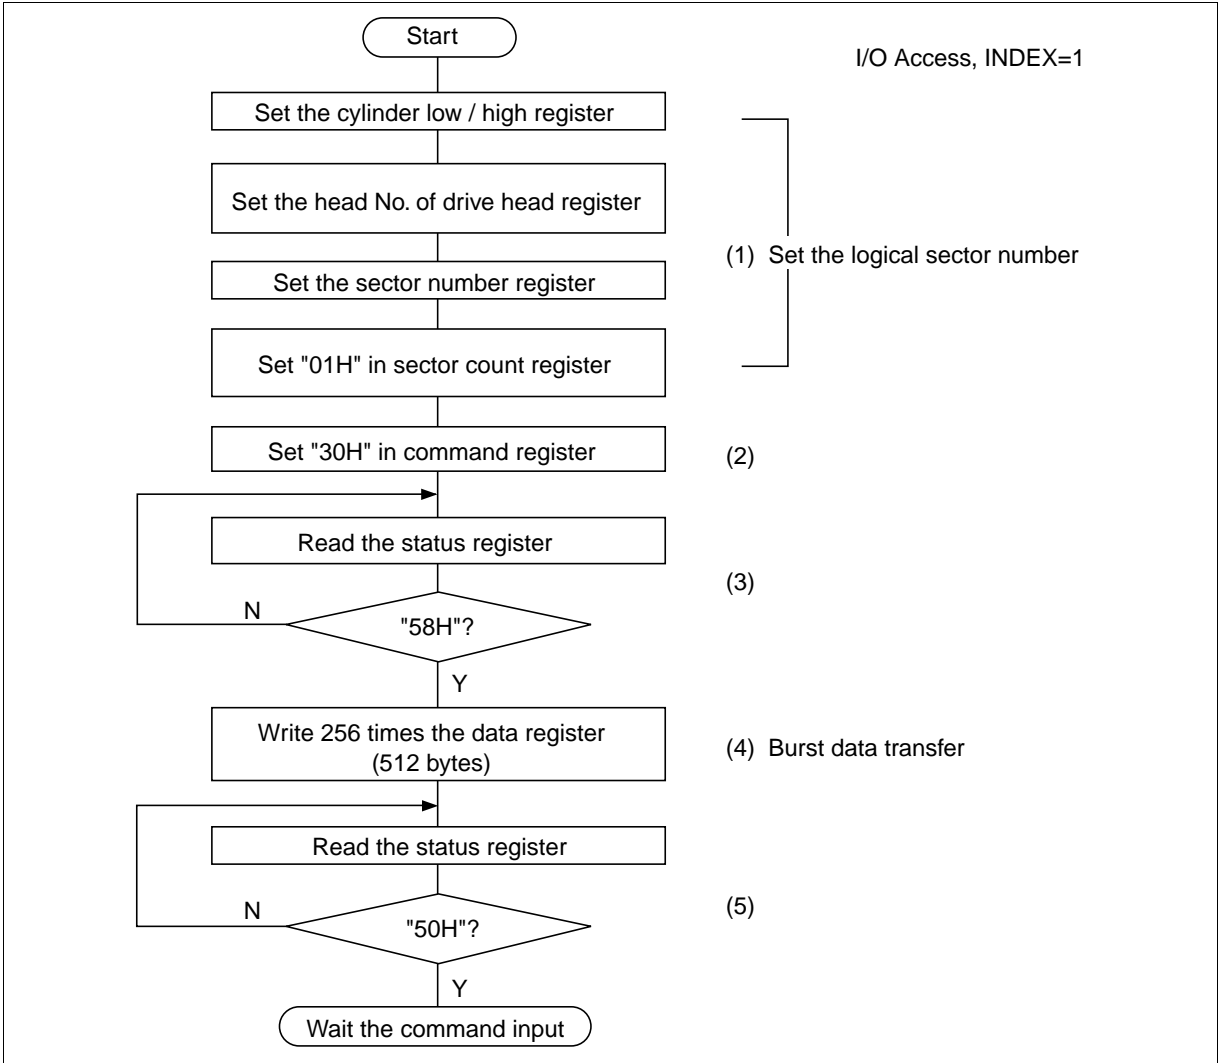 Start
I/O Access, INDEX=1
Set the cylinder low / high register
Set the head No. of drive head register
(1) Set the logical sector number
Set the sector number register
Set "01H" in sector count register
Set "30H" in command register
(2)
Read the status register
(3)
N
"58H"?
Y
Write 256 times the data register
(512 bytes)
(4) Burst data transfer
Read the status register
N
(5)
"50H"?
Y
Wait the command input